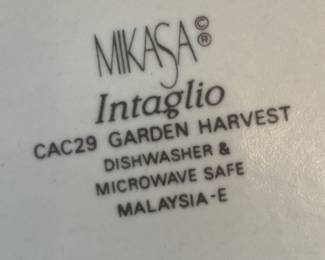 MIKASA©®
Intaglio
CAC29 GARDEN HARVEST
DISHWASHER &
MICROWAVE SAFE
MALAYSIA-E